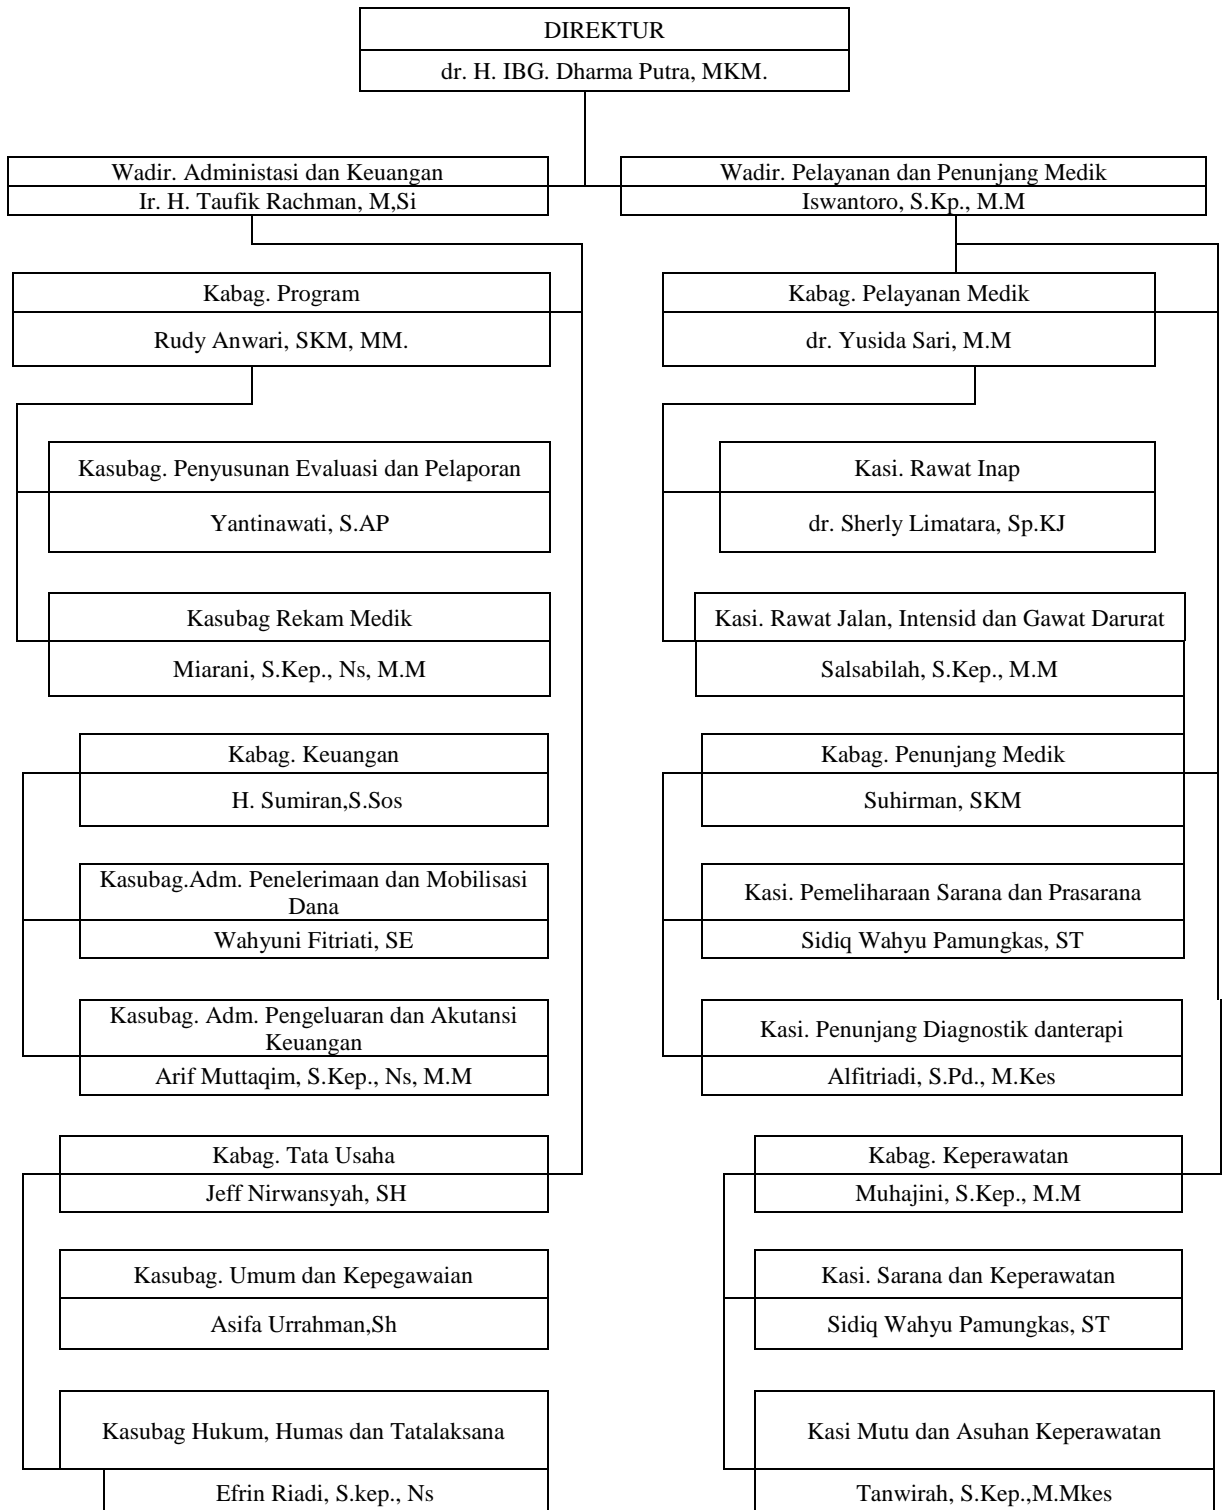 DIREKTUR
dr. H. IBG. Dharma Putra, MKM.
Wadir. Administasi dan Keuangan
Ir. H. Taufik Rachman, M,Si
Wadir. Pelayanan dan Penunjang Medik
Iswantoro, S.Kp., M.M
Kabag. Program
Rudy Anwari, SKM, MM.
Kasubag. Penyusunan Evaluasi dan Pelaporan
Yantinawati, S.AP
Kasubag Rekam Medik
Miarani, S.Kep., Ns, M.M
Kabag. Keuangan
H. Sumiran,S.Sos
Kasubag.Adm. Penelerimaan dan Mobilisasi
Dana
Wahyuni Fitriati, SE
Kasubag. Adm. Pengeluaran dan Akutansi
Keuangan
Arif Muttaqim, S.Kep., Ns, M.M
Kabag. Tata Usaha
Jeff Nirwansyah, SH
Kasubag. Umum dan Kepegawaian
Asifa Urrahman,Sh
Kasubag Hukum, Humas dan Tatalaksana
Efrin Riadi, S.kep., Ns
Kabag. Pelayanan Medik
dr. Yusida Sari, M.M
Kasi. Rawat Inap
dr. Sherly Limatara, Sp.KJ
Kasi. Rawat Jalan, Intensid dan Gawat Darurat
Salsabilah, S.Kep., M.M
Kabag. Penunjang Medik
Suhirman, SKM
Kasi. Pemeliharaan Sarana dan Prasarana
Sidiq Wahyu Pamungkas, ST
Kasi. Penunjang Diagnostik danterapi
Alfitriadi, S.Pd., M.Kes
Kabag. Keperawatan
Muhajini, S.Kep., M.M
Kasi. Sarana dan Keperawatan
Sidiq Wahyu Pamungkas, ST
Kasi Mutu dan Asuhan Keperawatan
Tanwirah, S.Kep.,M.Mkes